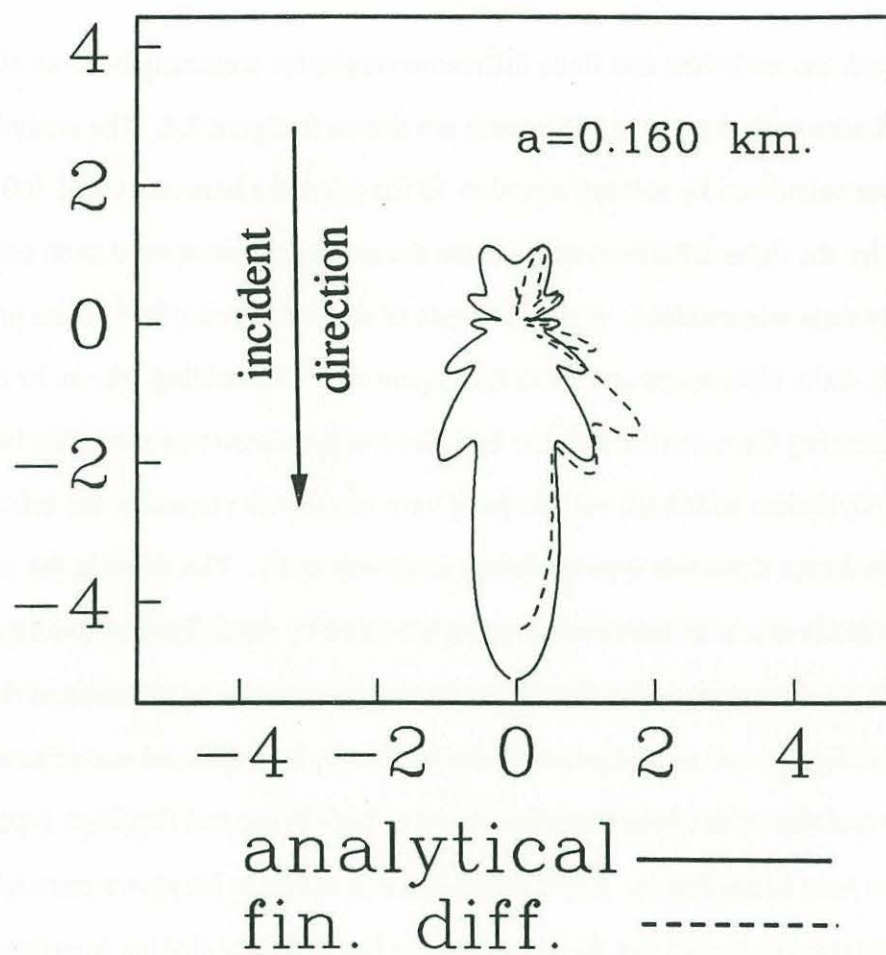 4
a=0.160 km.
2
incident
direction
0
−2
−4
4 2 0 2 4
analytical
fin. diff.